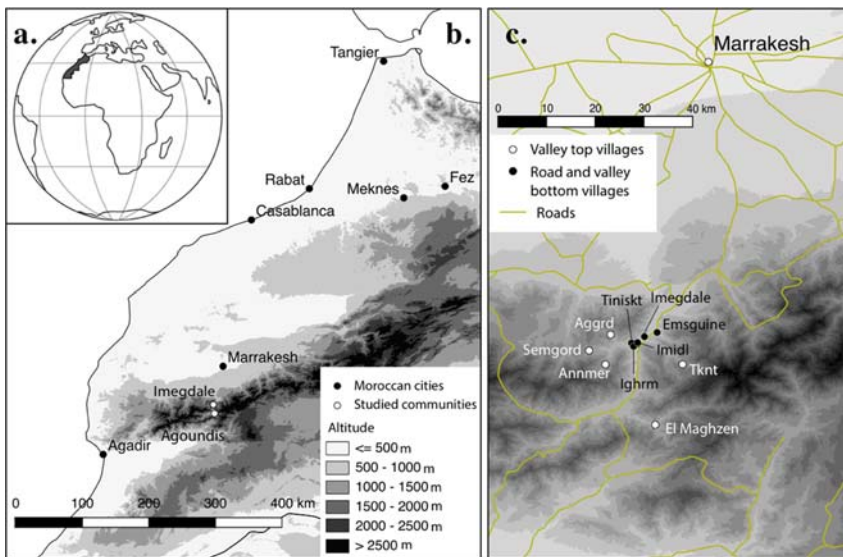 a.
b.
Tangier
Rabat
Fez
Meknes
Casablanca
Marrakesh
Imegdale
Agoundis
Agadir
Moroccan cities
Studied communities
Altitude
<= 500 m
500 - 1000 m
1000 - 1500 m
1500 - 2000 m
2000 - 2500 m
> 2500 m
0 100 200 300 400 km
c.
Marrakesh
0 10 20 30 40 km
Valley top villages
Road and valley
bottom villages
Roads
Tiniskt
Imegdale
Aggrd
Emsguine
Semgord
Imidl
Annmer
Tknt
Ighrm
El Maghzen